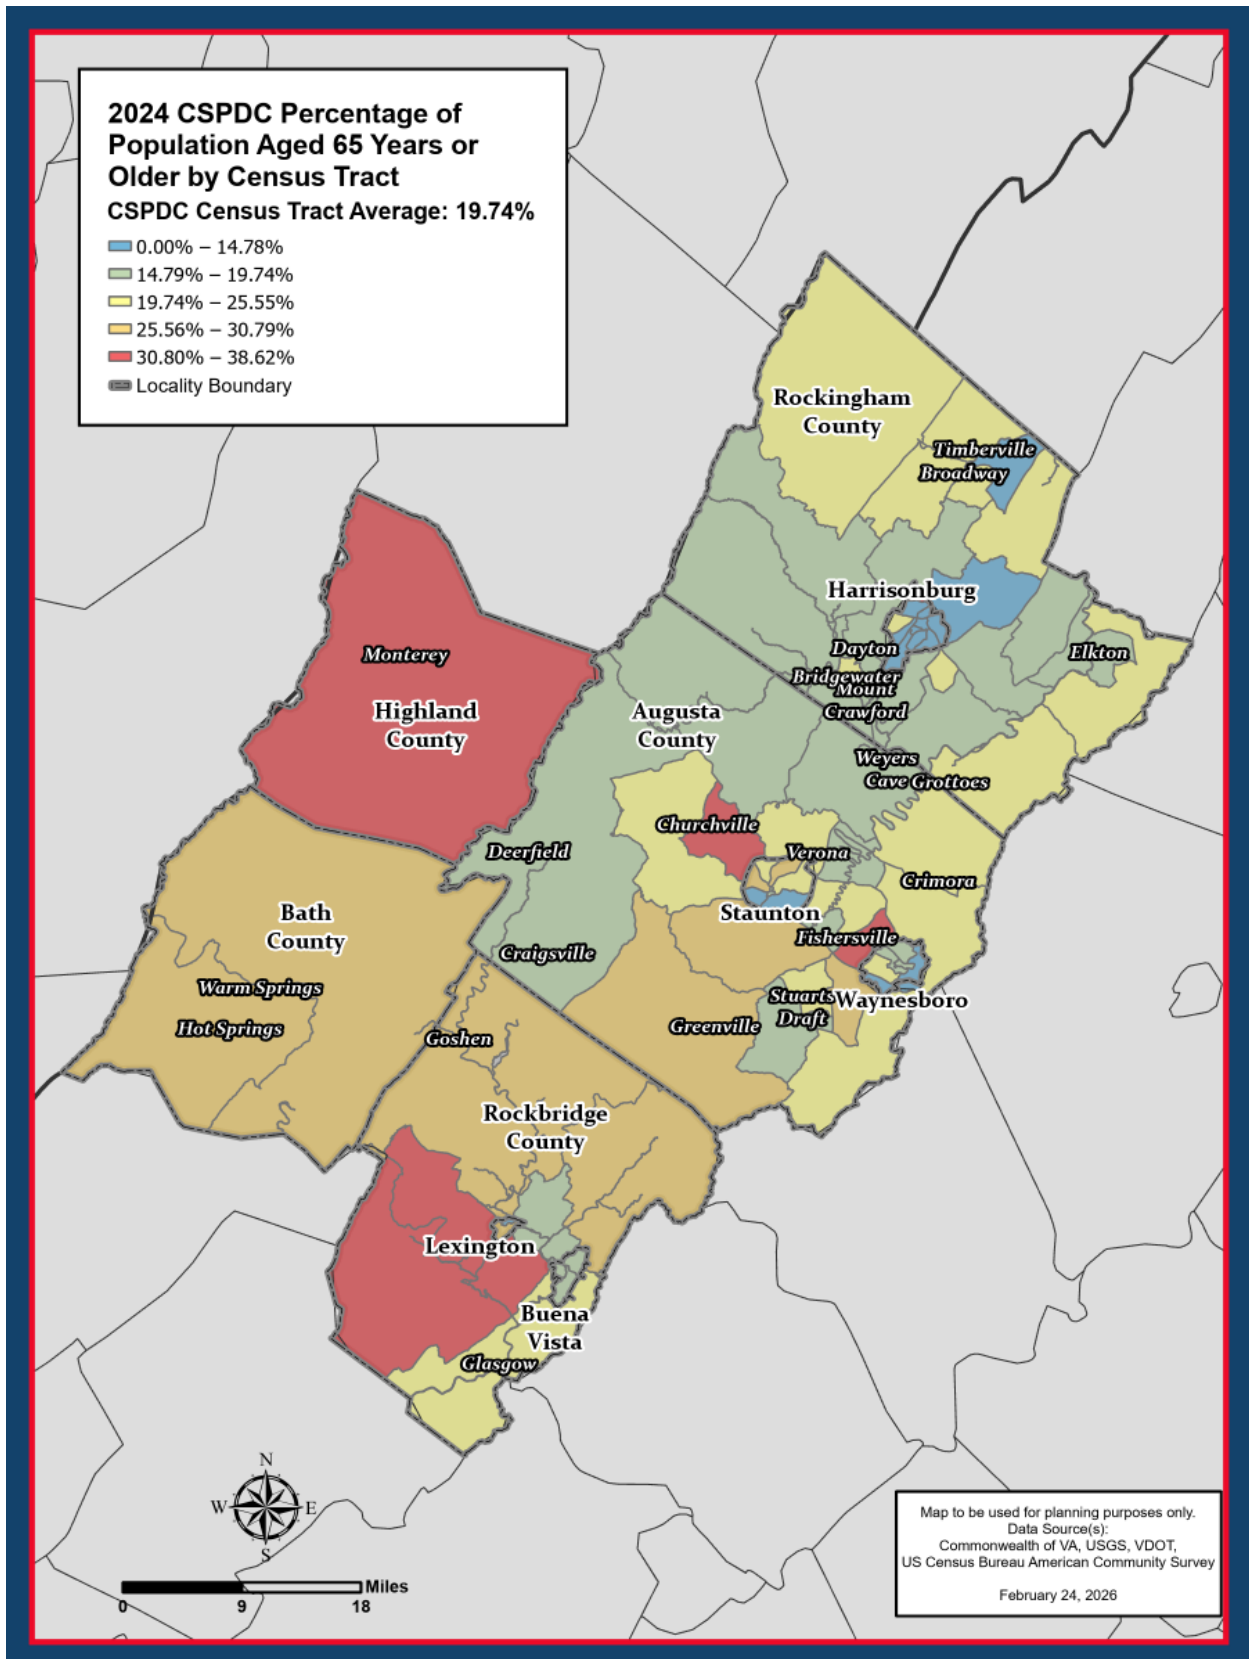 2024 CSPDC Percentage of
Population Aged 65 Years or
Older by Census Tract
CSPDC Census Tract Average: 19.74%
0.00% – 14.78%
14.79% – 19.74%
19.74% – 25.55%
25.56% – 30.79%
30.80% – 38.62%
Locality Boundary
Rockingham
County
Timberville
Broadway
Harrisonburg
Dayton
Elkton
Bridgewater
Mount
Crawford
Monterey
Highland
County
Augusta
County
Weyers
Cave
Grottoes
Churchville
Deerfield
Verona
Crimora
Bath
County
Staunton
Fishersville
Craigsville
Warm Springs
Hot Springs
Stuarts
Draft
Waynesboro
Greenville
Goshen
Rockbridge
County
Lexington
Buena
Vista
Glasgow
N
W
E
S
Miles
0
9
18
Map to be used for planning purposes only.
Data Source(s):
Commonwealth of VA, USGS, VDOT,
US Census Bureau American Community Survey
February 24, 2026